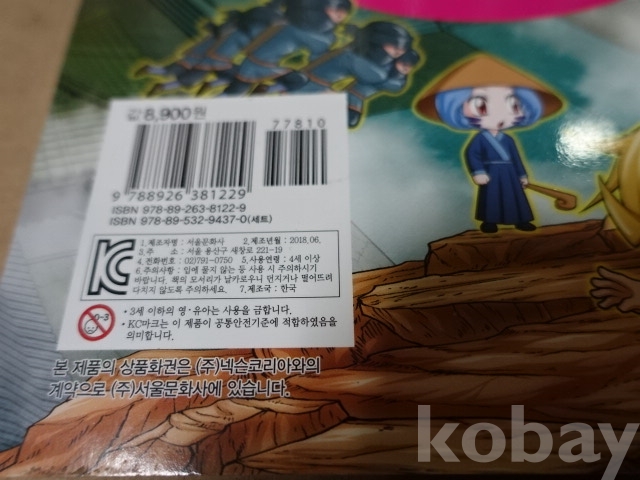 값 8,900원
77810
9 788926 381229
ISBN 978-89-263-8122-9
ISBN 978-89-532-9437-0(세트)
1. 제조자명 : 서울문화사 2. 제조년월 : 2018.06.
3. 주 소 : 서울 용산구 새창로 221-19
4. 전화번호 : 02)791-0750 5. 사용연령 : 4세 이상
6. 주의사항 : 입에 물지 않는 등 사용 시 주의하시기
바랍니다. 책의 모서리가 날카로우니 던지거나 떨어뜨려
다치지 않도록 주의하세요. 7. 제조국 : 한국
0-3
• 3세 이하의 영·유아는 사용을 금합니다.
• KC마크는 이 제품이 공통안전기준에 적합하였음을
의미합니다.
본 제품의 상품화권은 (주)넥슨코리아와의
계약으로 (주)서울문화사에 있습니다.
kobay